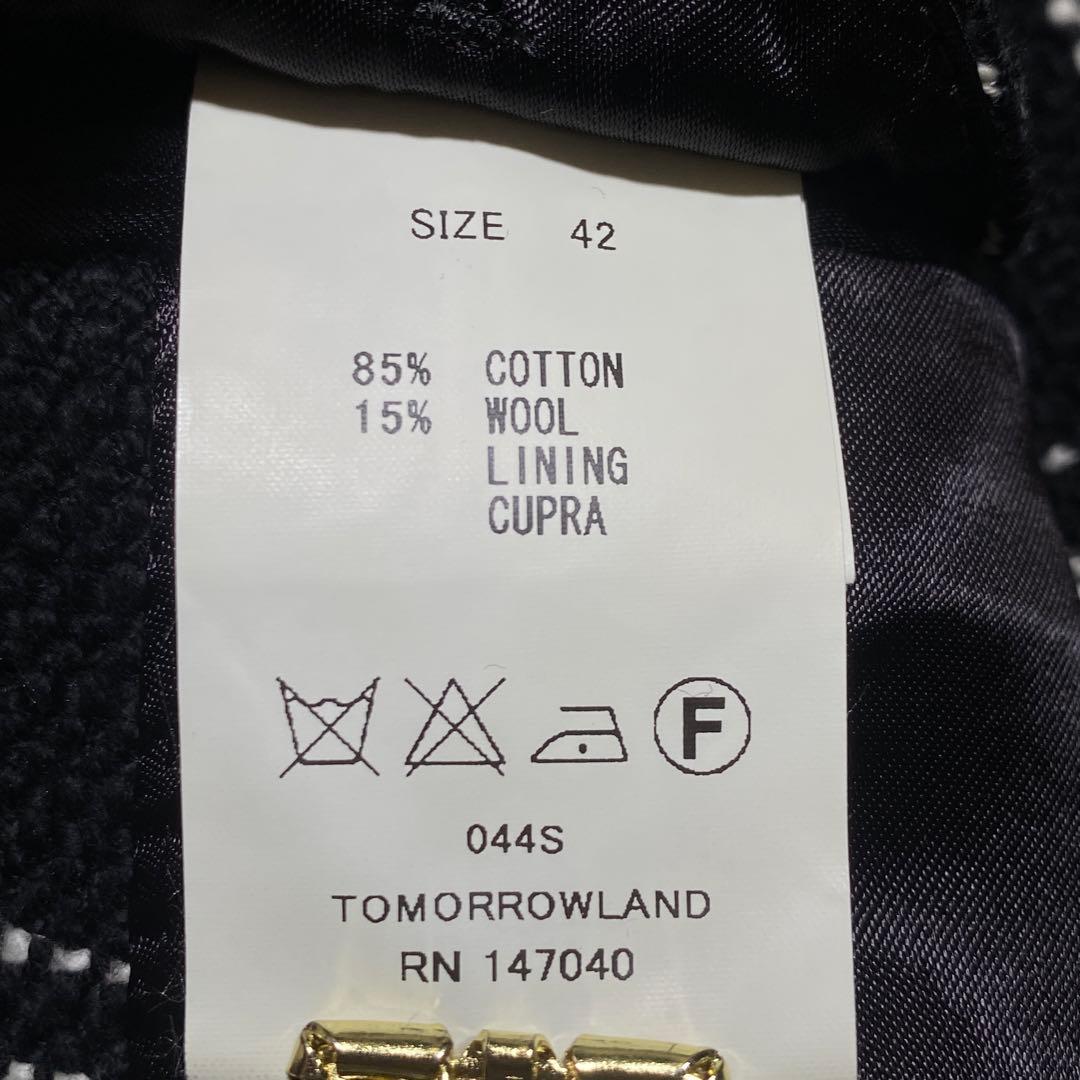 SIZE 42
85% COTTON
15% WOOL
LINING
CUPRA
F
044S
TOMORROWLAND
RN 147040